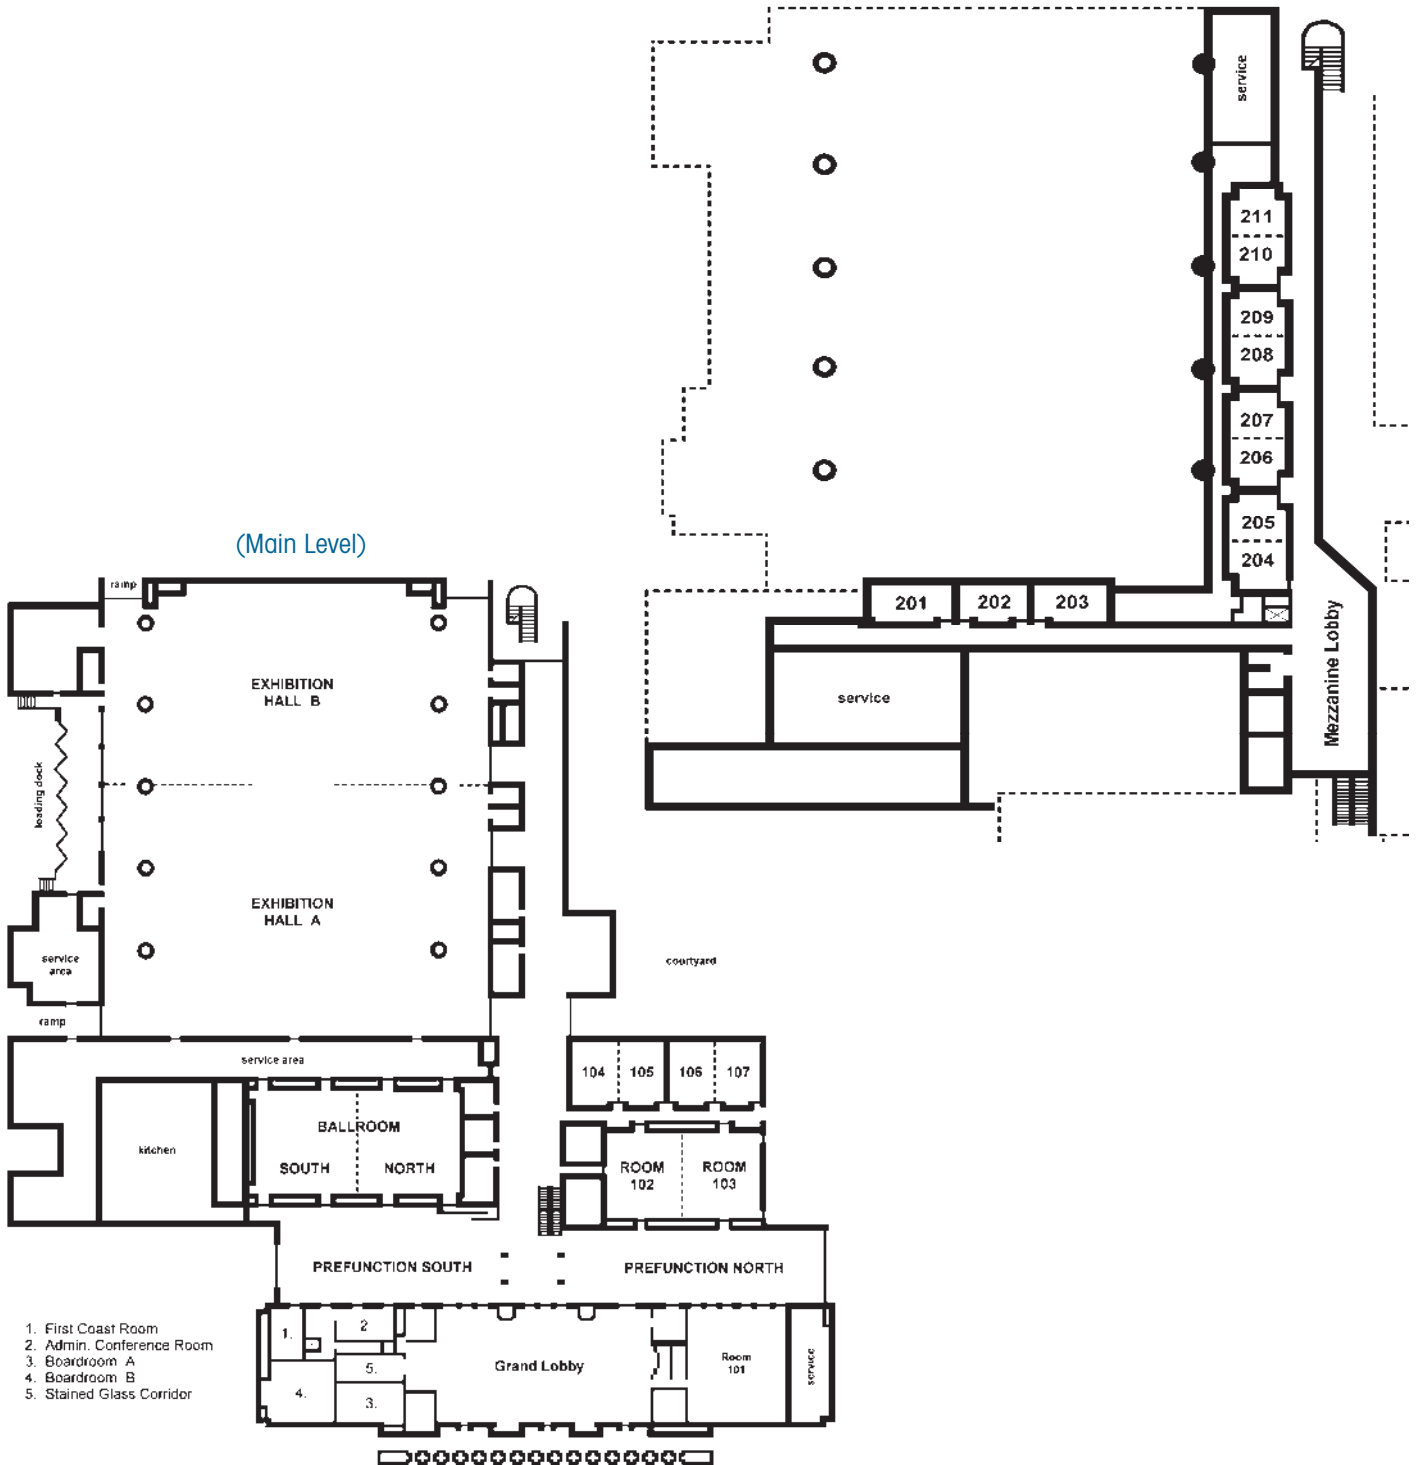 service
211
210
209
208
207
206
205
204
201
202
203
Mezzanine Lobby
service
(Main Level)
ramp
EXHIBITION
HALL B
loading dock
EXHIBITION
HALL A
service
area
courtyard
ramp
service area
104
105
106
107
BALLROOM
kitchen
SOUTH
NORTH
ROOM
102
ROOM
103
PREFUNCTION SOUTH
PREFUNCTION NORTH
1. First Coast Room
2. Admin. Conference Room
3. Boardroom A
4. Boardroom B
5. Stained Glass Corridor
1.
2
5.
4.
3.
Grand Lobby
Room
101
service